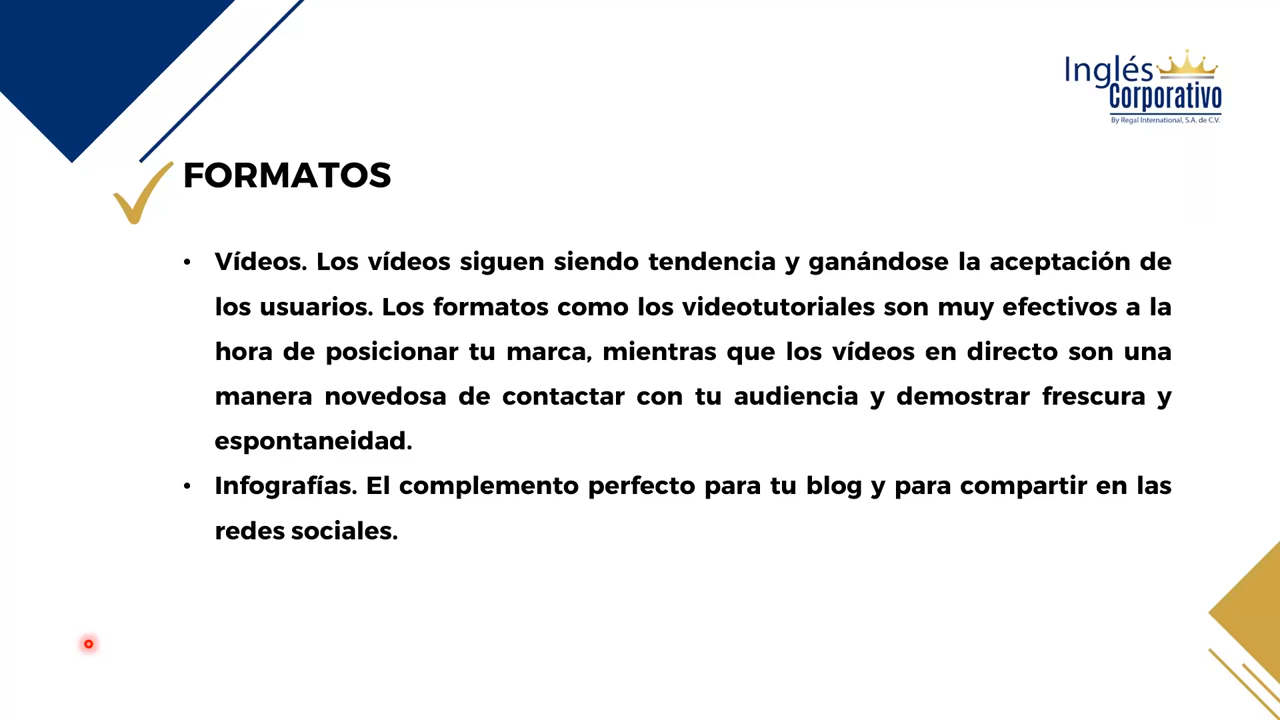 Inglés
Corporativo
By Regal International, S.A. de C.V.
FORMATOS
• Vídeos. Los vídeos siguen siendo tendencia y ganándose la aceptación de
los usuarios. Los formatos como los videotutoriales son muy efectivos a la
hora de posicionar tu marca, mientras que los vídeos en directo son una
manera novedosa de contactar con tu audiencia y demostrar frescura y
espontaneidad.
• Infografías. El complemento perfecto para tu blog y para compartir en las
redes sociales.